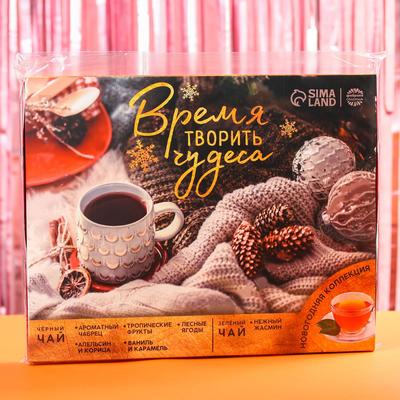 SIMA
LAND
Время
ТВОРИТЬ
чудеса
НОВОГОДНЯЯ КОЛЛЕКЦИЯ
ЧЁРНЫЙ
ЧАЙ
• АРОМАТНЫЙ
ЧАБРЕЦ
• АПЕЛЬСИН
И КОРИЦА
• ТРОПИЧЕСКИЕ
ФРУКТЫ
• ВАНИЛЬ
И КАРАМЕЛЬ
• ЛЕСНЫЕ
ЯГОДЫ
ЗЕЛЁНЫЙ
ЧАЙ
• НЕЖНЫЙ
ЖАСМИН